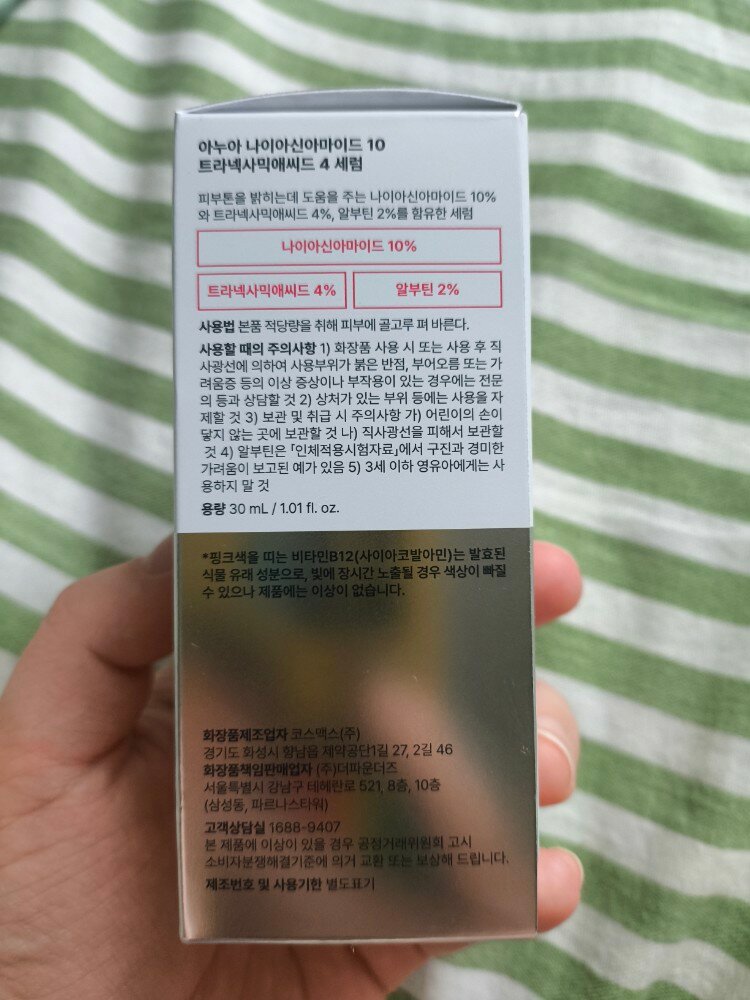 아누아 나이아신아마이드 10
트라넥사믹애씨드 4 세럼
피부톤을 밝히는데 도움을 주는 나이아신아마이드 10%
와 트라넥사믹애씨드 4%, 알부틴 2%를 함유한 세럼
나이아신아마이드 10%
트라넥사믹애씨드 4%
알부틴 2%
사용법 본품 적당량을 취해 피부에 골고루 펴 바른다.
사용할 때의 주의사항 1) 화장품 사용 시 또는 사용 후 직
사광선에 의하여 사용부위가 붉은 반점, 부어오름 또는 가
려움증 등의 이상 증상이나 부작용이 있는 경우에는 전문
의 등과 상담할 것 2) 상처가 있는 부위 등에는 사용을 자
제할 것 3) 보관 및 취급 시 주의사항 가) 어린이의 손이
닿지 않는 곳에 보관할 것 나) 직사광선을 피해서 보관할
것 4) 알부틴은 「인체적용시험자료」에서 구진과 경미한
가려움이 보고된 예가 있음 5) 3세 이하 영유아에게는 사
용하지 말 것
용량 30 mL / 1.01 fl. oz.
*핑크색을 띠는 비타민B12(사이아코발아민)는 발효된
식물 유래 성분으로, 빛에 장시간 노출될 경우 색상이 빠질
수 있으나 제품에는 이상이 없습니다.
화장품제조업자 코스맥스(주)
경기도 화성시 향남읍 제약공단1길 27, 2길 46
화장품책임판매업자 (주)더파운더즈
서울특별시 강남구 테헤란로 521, 8층, 10층
(삼성동, 파르나스타워)
고객상담실 1688-9407
본 제품에 이상이 있을 경우 공정거래위원회 고시
소비자분쟁해결기준에 의거 교환 또는 보상해 드립니다.
제조번호 및 사용기한 별도표기